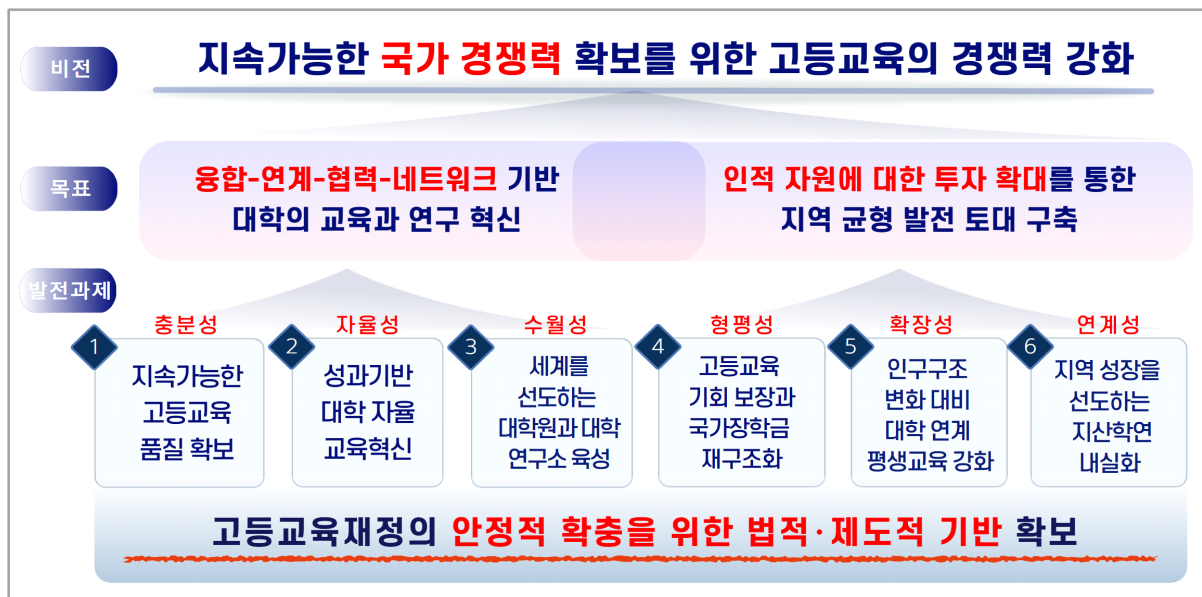 비전
지속가능한 국가 경쟁력 확보를 위한 고등교육의 경쟁력 강화
목표
융합-연계-협력-네트워크 기반
대학의 교육과 연구 혁신
인적 자원에 대한 투자 확대를 통한
지역 균형 발전 토대 구축
발전과제
충분성
1
지속가능한
고등교육
품질 확보
자율성
2
성과기반
대학 자율
교육혁신
수월성
3
세계를
선도하는
대학원과 대학
연구소 육성
형평성
4
고등교육
기회 보장과
국가장학금
재구조화
확장성
5
인구구조
변화 대비
대학 연계
평생교육 강화
연계성
6
지역 성장을
선도하는
지산학연
내실화
고등교육재정의 안정적 확충을 위한 법적·제도적 기반 확보